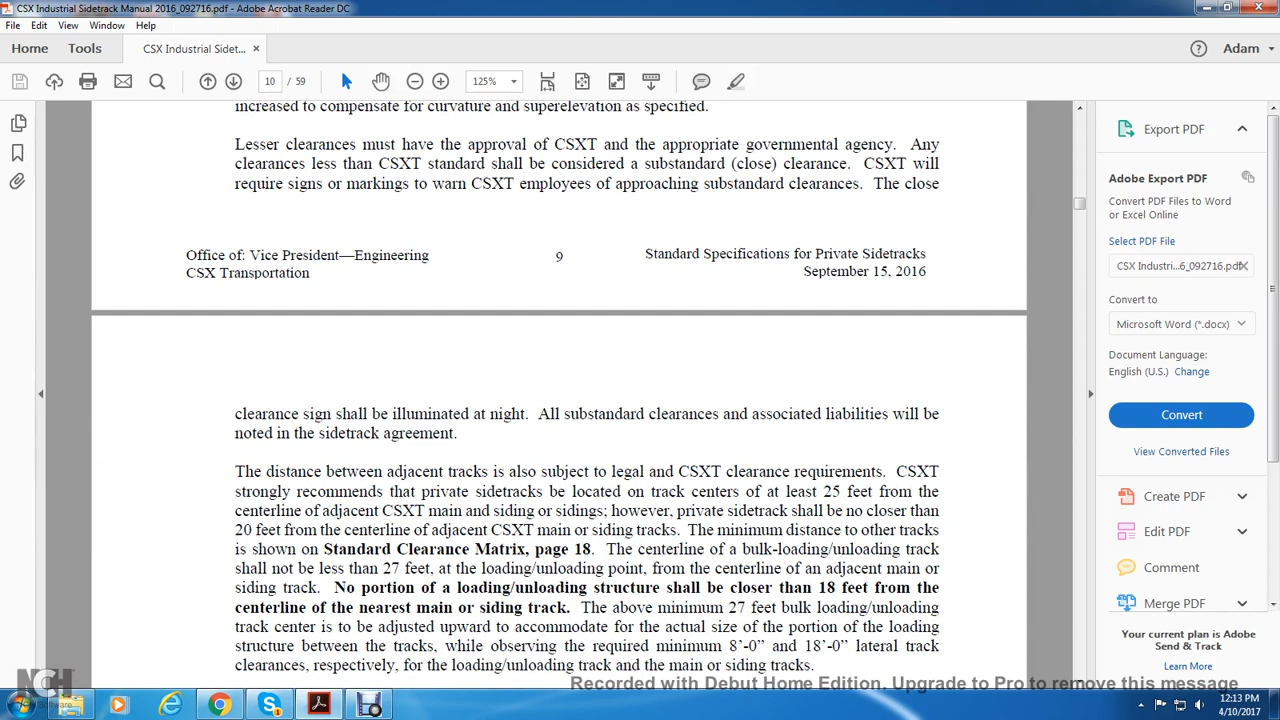 CSX Industrial Sidetrack Manual 2016_092716.pdf - Adobe Acrobat Reader DC
File Edit View Window Help
Home Tools CSX Industrial Sidet... × Adam
10 / 59 125%
increased to compensate for curvature and superelevation as specified.
Lesser clearances must have the approval of CSXT and the appropriate governmental agency. Any
clearances less than CSXT standard shall be considered a substandard (close) clearance. CSXT will
require signs or markings to warn CSXT employees of approaching substandard clearances. The close
Office of: Vice President—Engineering 9 Standard Specifications for Private Sidetracks
CSX Transportation September 15, 2016
clearance sign shall be illuminated at night. All substandard clearances and associated liabilities will be
noted in the sidetrack agreement.
The distance between adjacent tracks is also subject to legal and CSXT clearance requirements. CSXT
strongly recommends that private sidetracks be located on track centers of at least 25 feet from the
centerline of adjacent CSXT main and siding or sidings; however, private sidetrack shall be no closer than
20 feet from the centerline of adjacent CSXT main or siding tracks. The minimum distance to other tracks
is shown on Standard Clearance Matrix, page 18. The centerline of a bulk-loading/unloading track
shall not be less than 27 feet, at the loading/unloading point, from the centerline of an adjacent main or
siding track. No portion of a loading/unloading structure shall be closer than 18 feet from the
centerline of the nearest main or siding track. The above minimum 27 feet bulk loading/unloading
track center is to be adjusted upward to accommodate for the actual size of the portion of the loading
structure between the tracks, while observing the required minimum 8'-0" and 18'-0" lateral track
clearances, respectively, for the loading/unloading track and the main or siding tracks.
Export PDF
Adobe Export PDF
Convert PDF Files to Word
or Excel Online
Select PDF File
CSX Industri...6_092716.pdf
Convert to
Microsoft Word (*.docx)
Document Language:
English (U.S.) Change
Convert
View Converted Files
Create PDF
Edit PDF
Comment
Merge PDF
Your current plan is Adobe
Send & Track
Learn More
NCH Software
Recorded with Debut Home Edition. Upgrade to Pro to remove this message
12:13 PM
4/10/2017